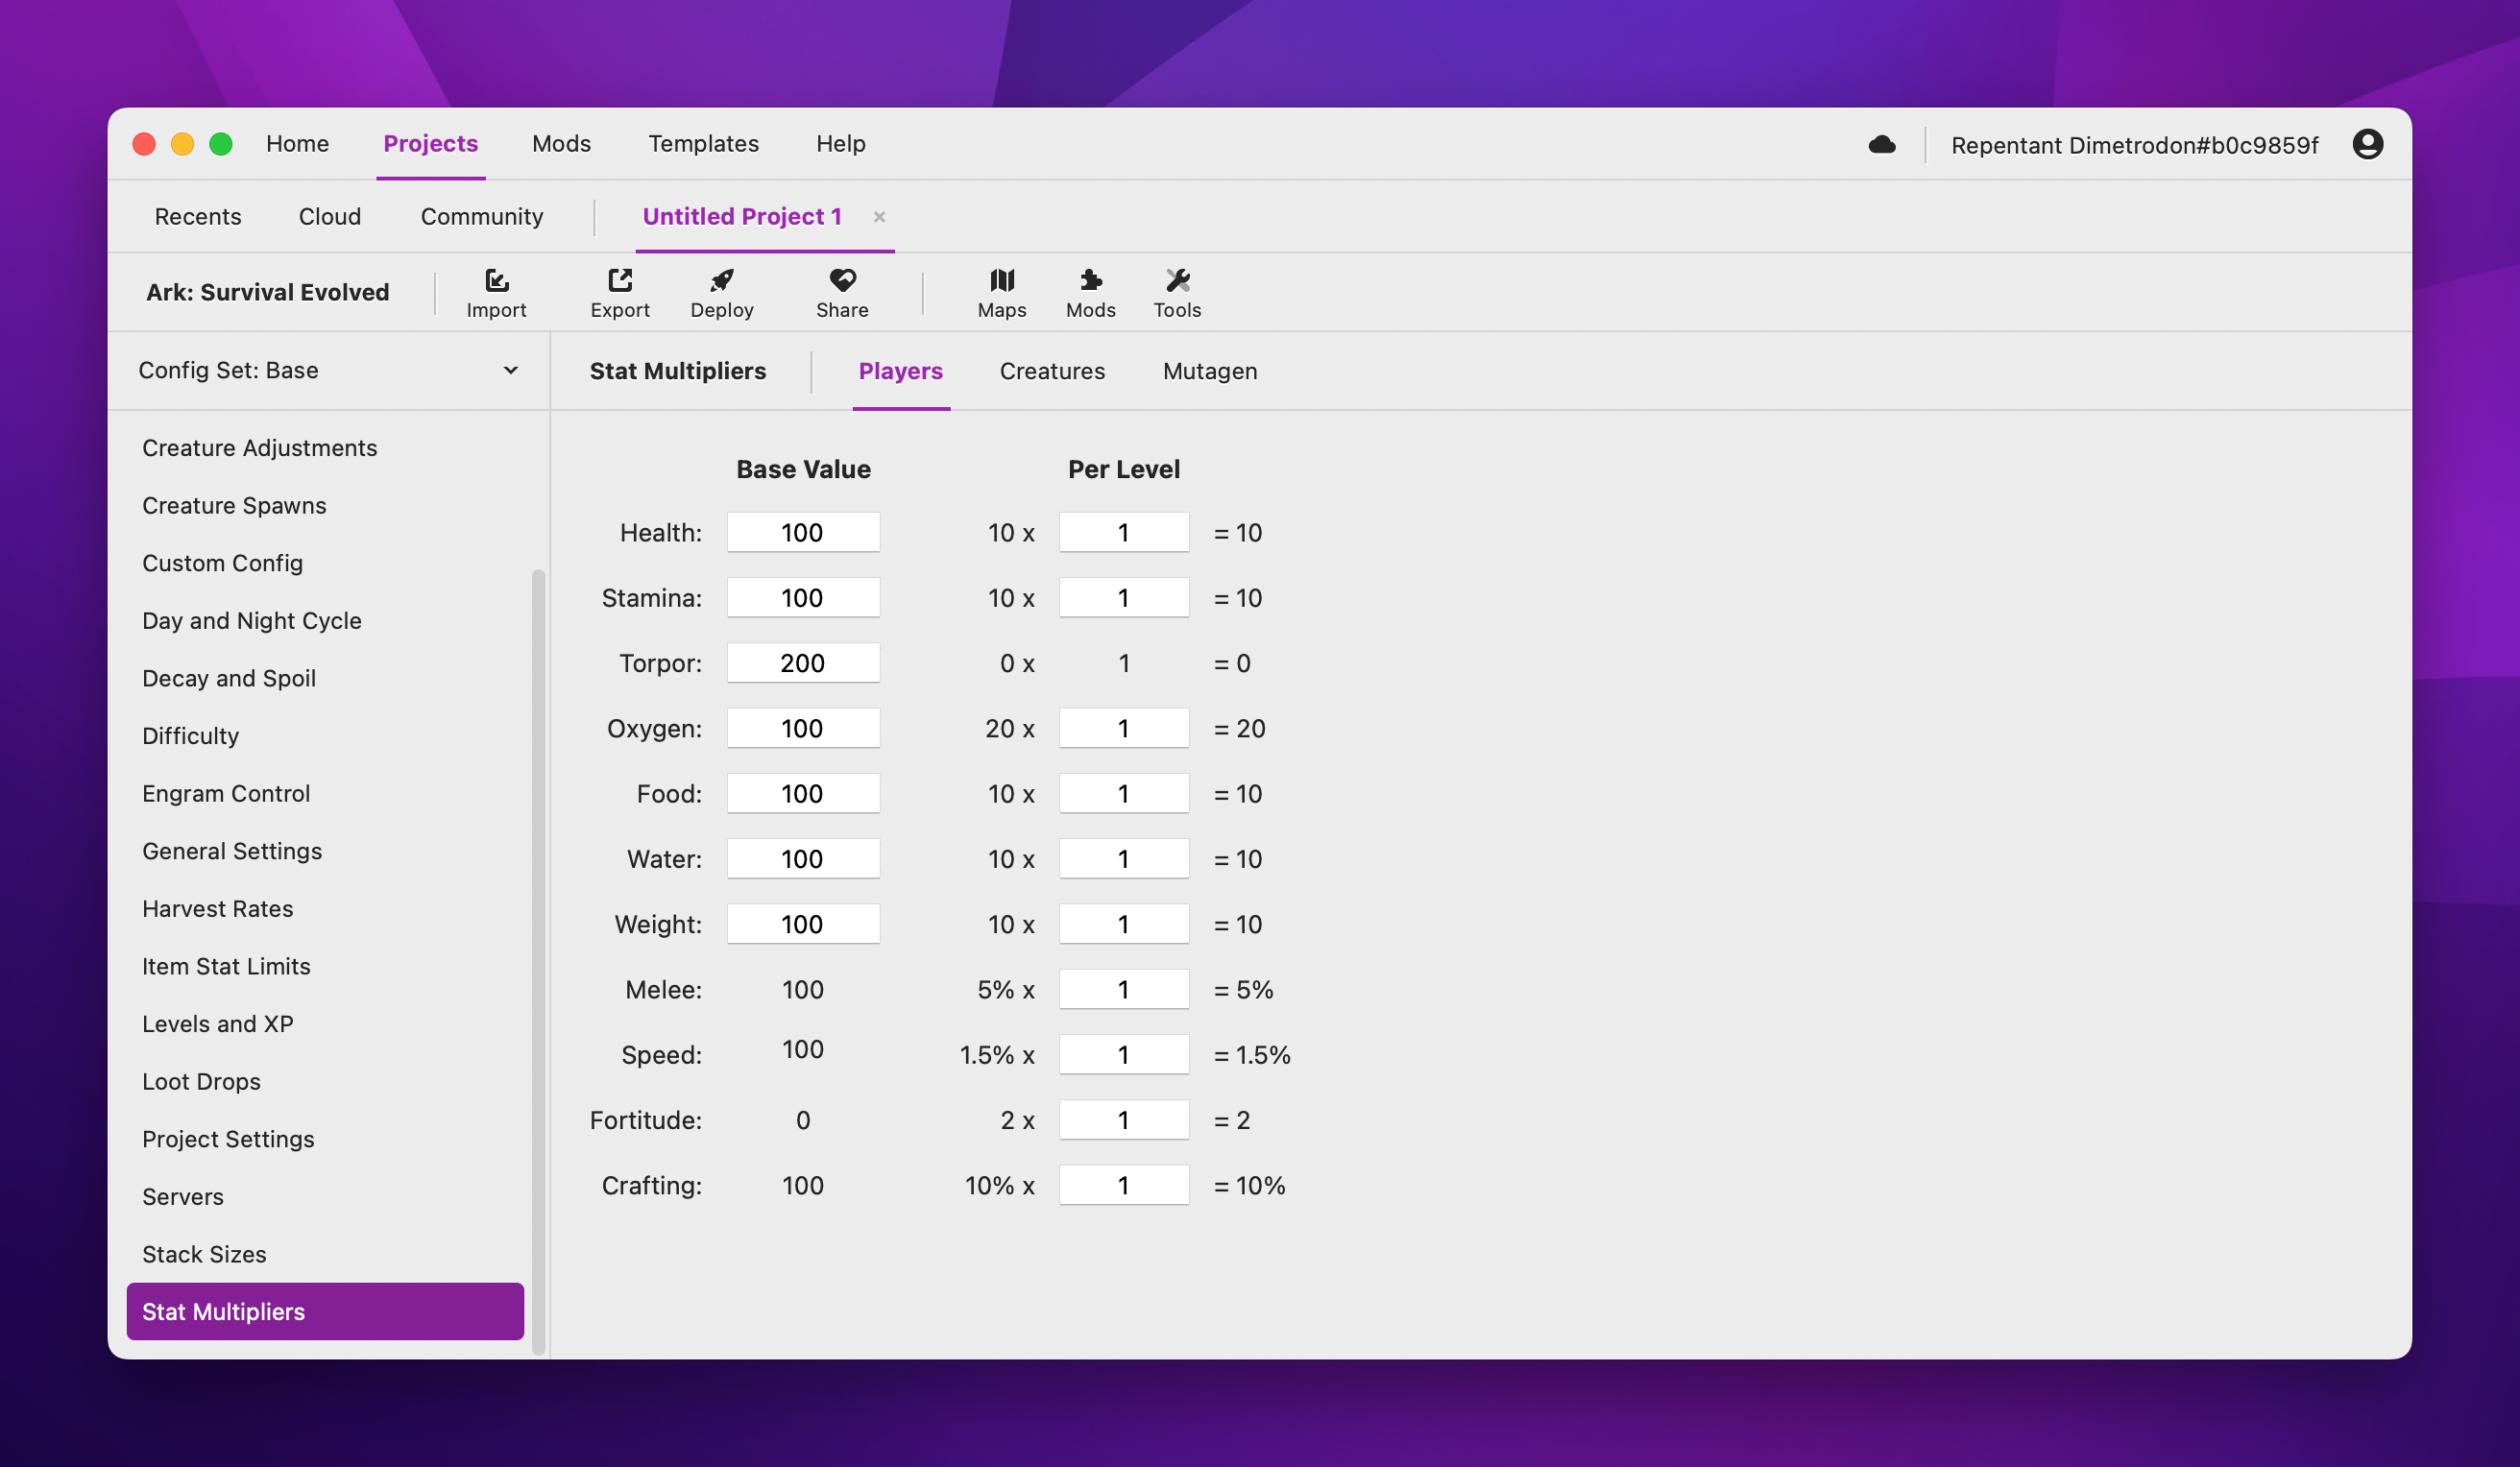 Home Projects Mods Templates Help Repentant Dimetrodon#b0c9859f
Recents Cloud Community Untitled Project 1 ×
Ark: Survival Evolved Import Export Deploy Share Maps Mods Tools
Config Set: Base
Stat Multipliers Players Creatures Mutagen
Creature Adjustments
Creature Spawns
Custom Config
Day and Night Cycle
Decay and Spoil
Difficulty
Engram Control
General Settings
Harvest Rates
Item Stat Limits
Levels and XP
Loot Drops
Project Settings
Servers
Stack Sizes
Stat Multipliers
Base Value Per Level
Health: 100 10 x 1 = 10
Stamina: 100 10 x 1 = 10
Torpor: 200 0 x 1 = 0
Oxygen: 100 20 x 1 = 20
Food: 100 10 x 1 = 10
Water: 100 10 x 1 = 10
Weight: 100 10 x 1 = 10
Melee: 100 5% x 1 = 5%
Speed: 100 1.5% x 1 = 1.5%
Fortitude: 0 2 x 1 = 2
Crafting: 100 10% x 1 = 10%